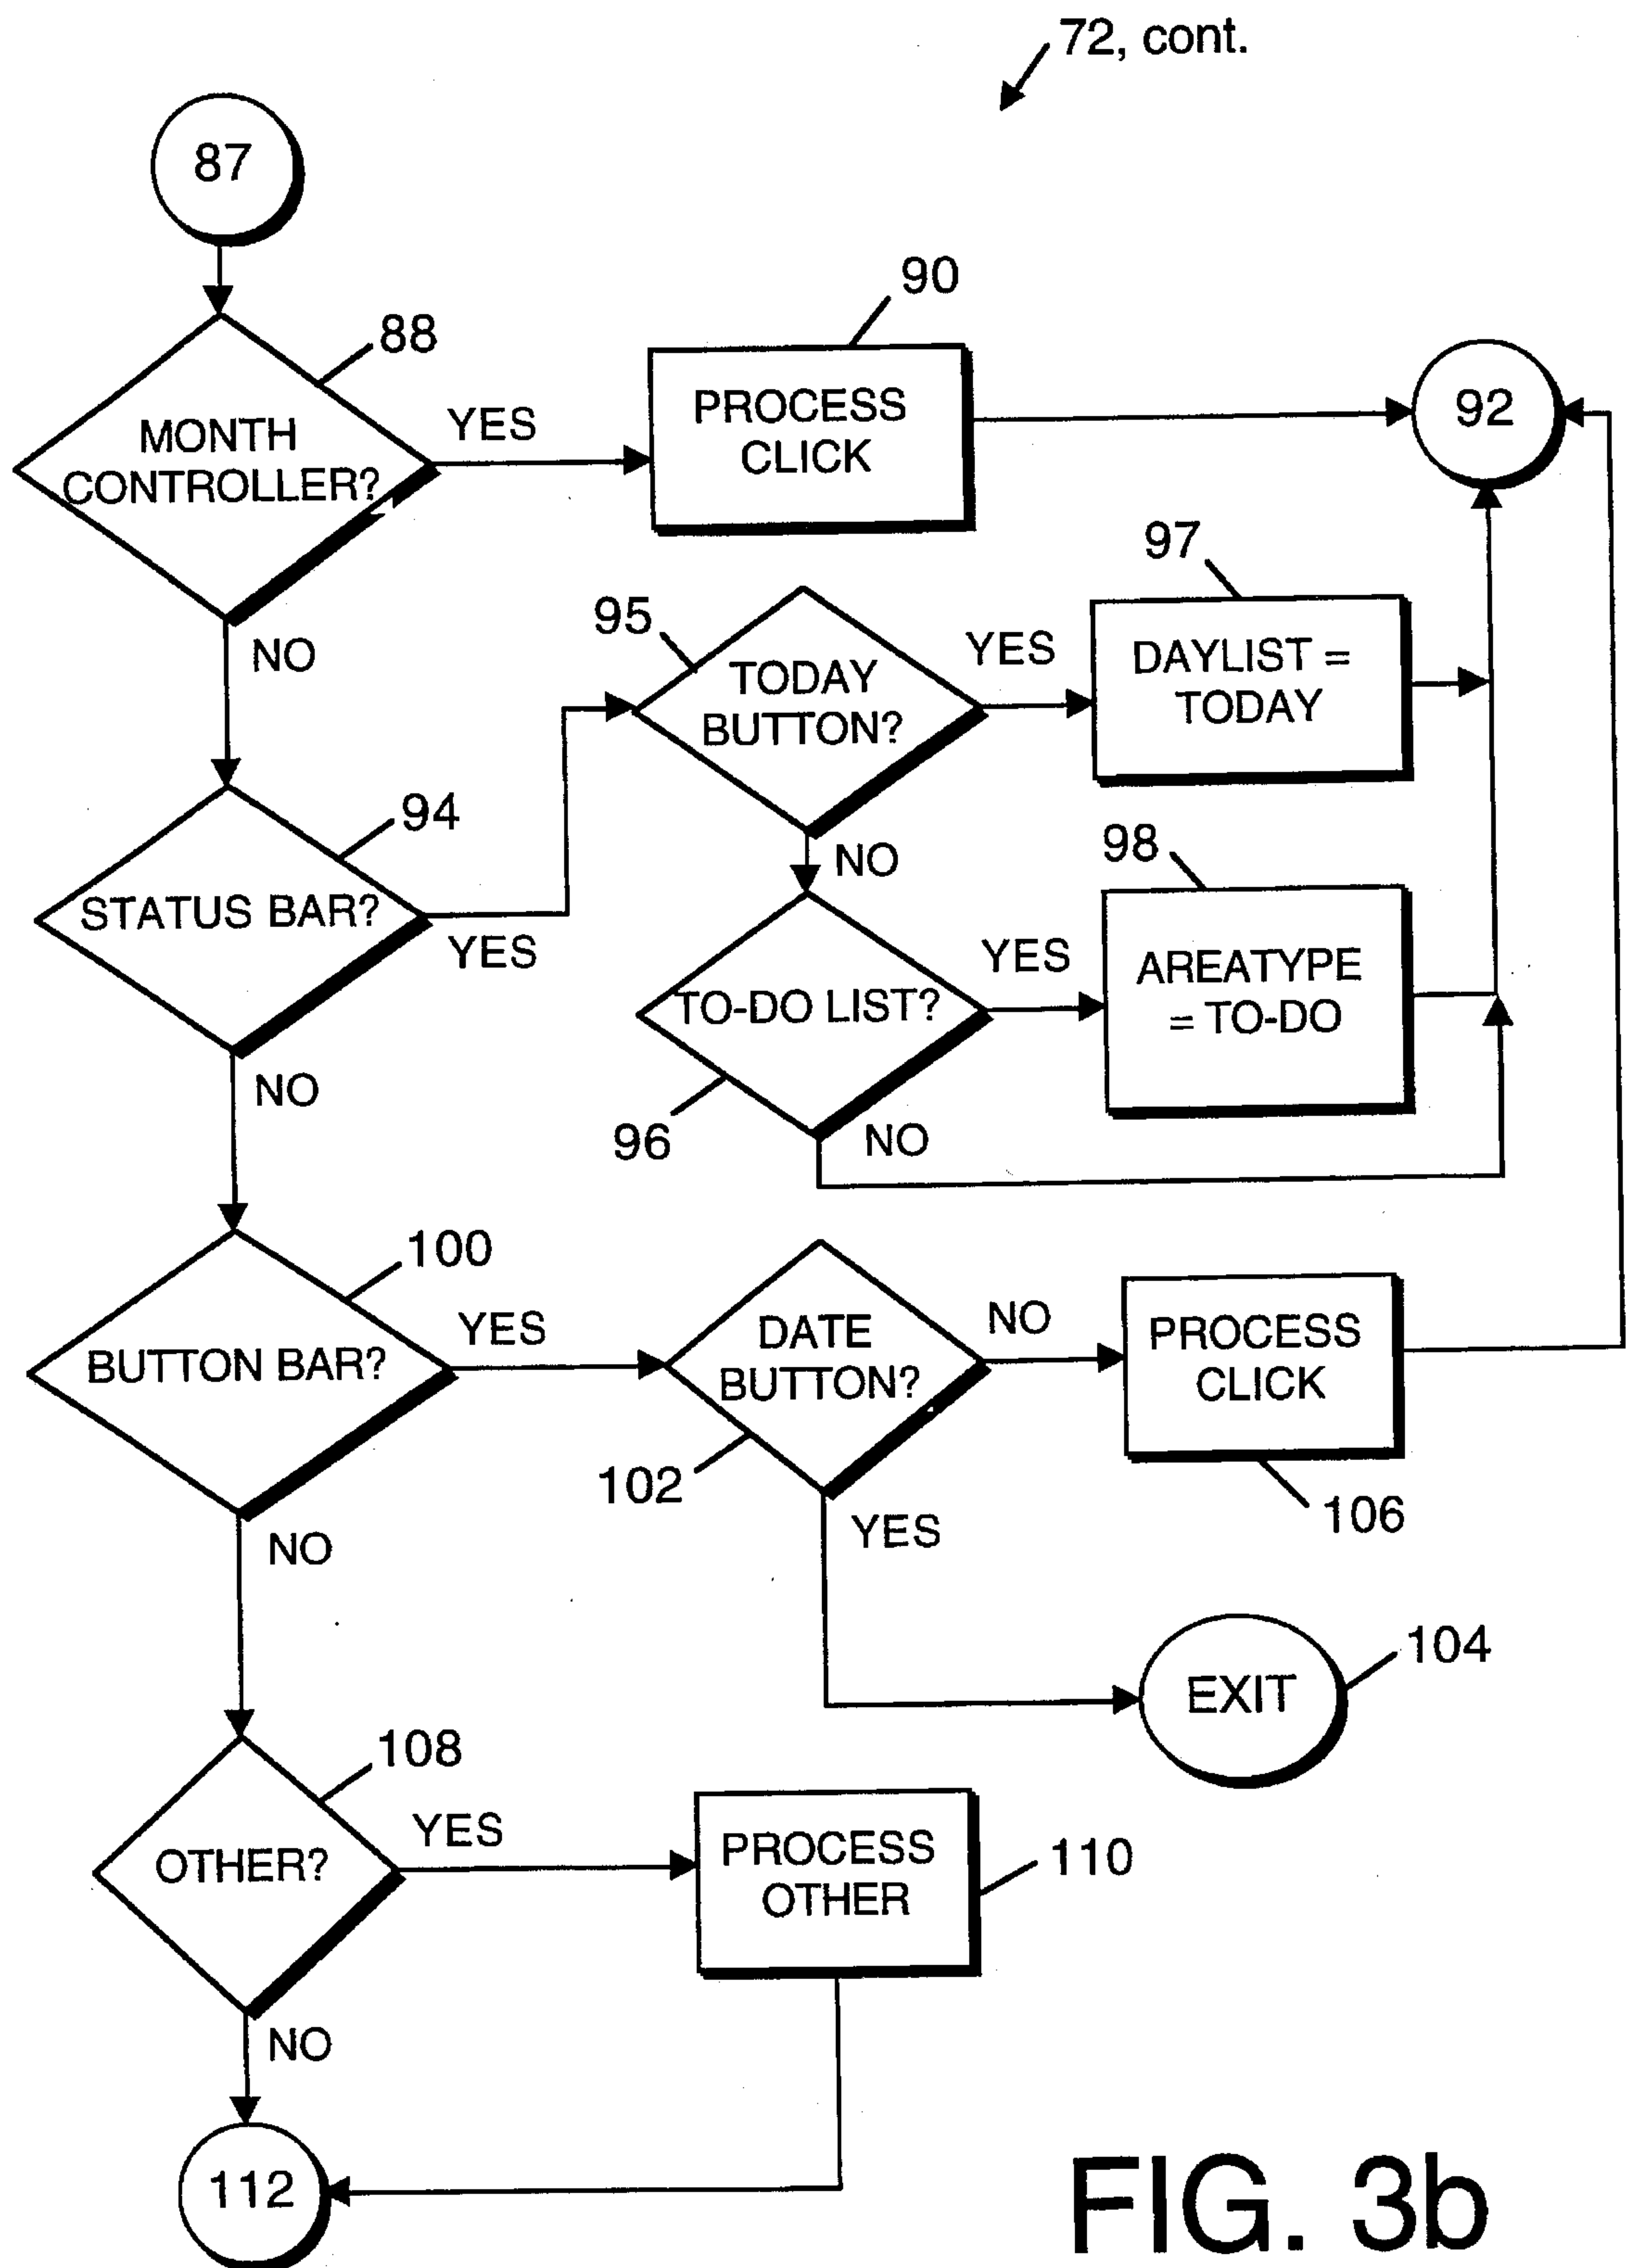 72, cont.
87
90
88
MONTH
CONTROLLER?
YES
PROCESS
CLICK
92
NO
97
95
TODAY
BUTTON?
YES
DAYLIST =
TODAY
NO
94
STATUS BAR?
YES
98
TO-DO LIST?
YES
AREATYPE
= TO-DO
96
NO
NO
100
BUTTON BAR?
YES
DATE
BUTTON?
NO
PROCESS
CLICK
102
106
YES
NO
EXIT
104
108
OTHER?
YES
PROCESS
OTHER
110
NO
112
FIG. 3b